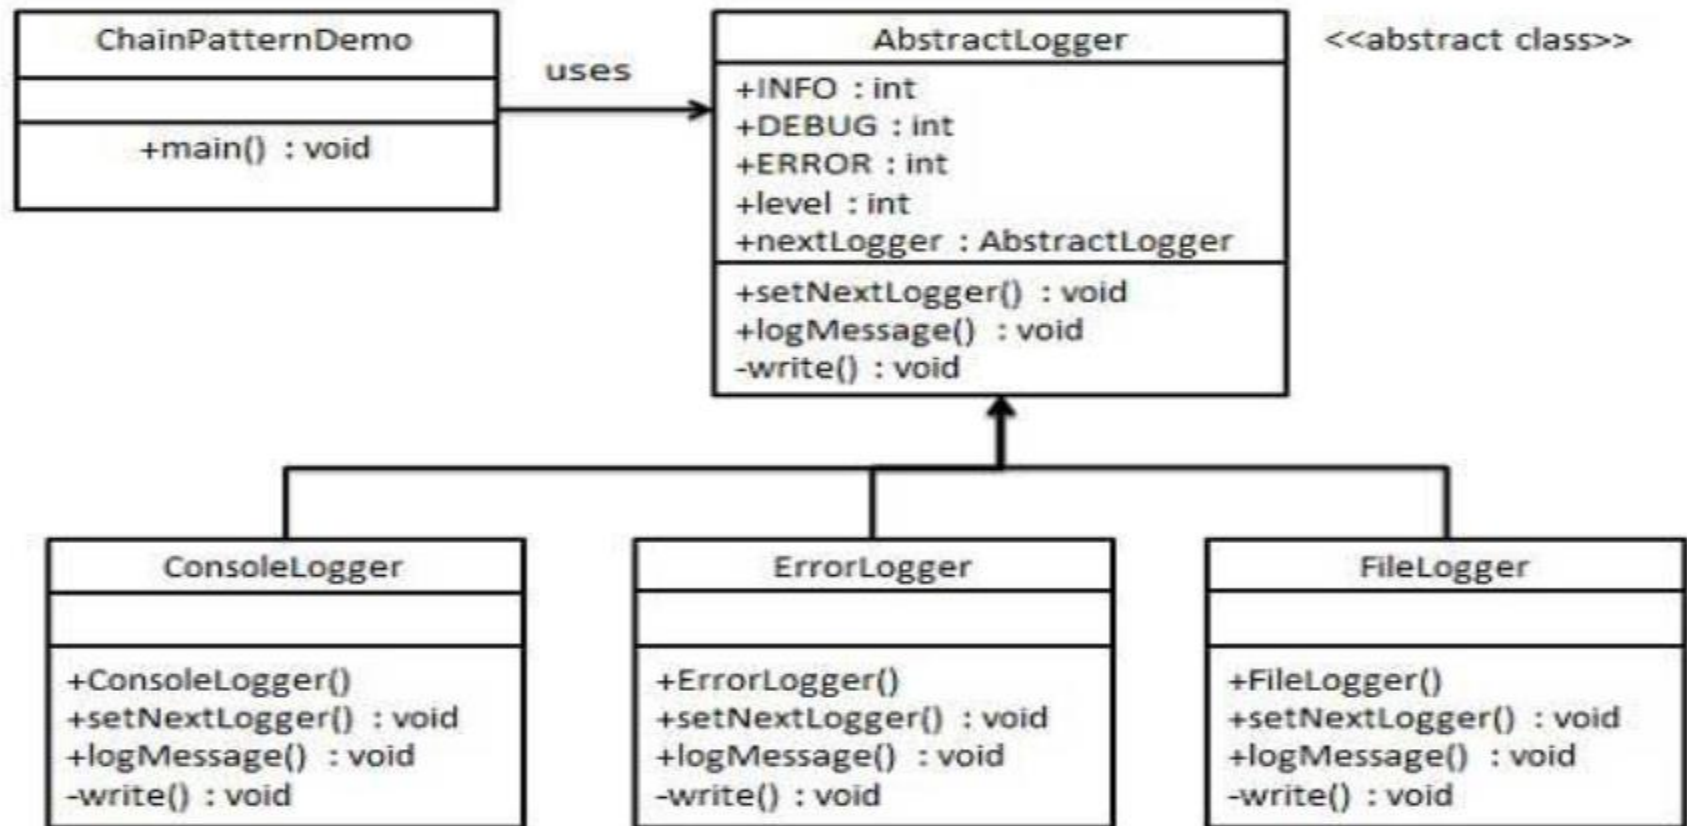 ChainPatternDemo
+main() : void
uses
AbstractLogger
<<abstract class>>
+INFO : int
+DEBUG : int
+ERROR : int
+level : int
+nextLogger : AbstractLogger
+setNextLogger() : void
+logMessage() : void
-write() : void
ConsoleLogger
+ConsoleLogger()
+setNextLogger() : void
+logMessage() : void
-write() : void
ErrorLogger
+ErrorLogger()
+setNextLogger() : void
+logMessage() : void
-write() : void
FileLogger
+FileLogger()
+setNextLogger() : void
+logMessage() : void
-write() : void